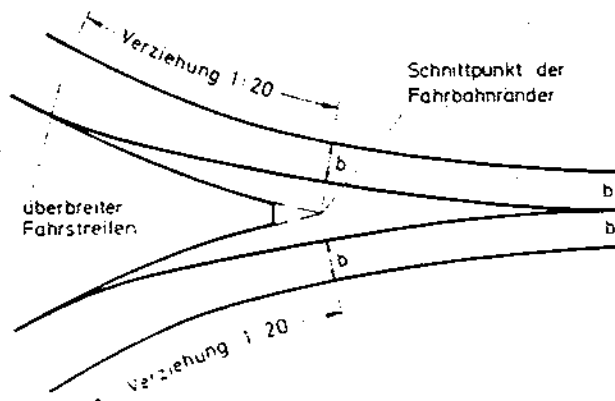 Verziehung 1:20
Schnittpunkt der
Fahrbahnränder
b
b
überbreiter
Fahrstreifen
b
b
Verziehung 1:20